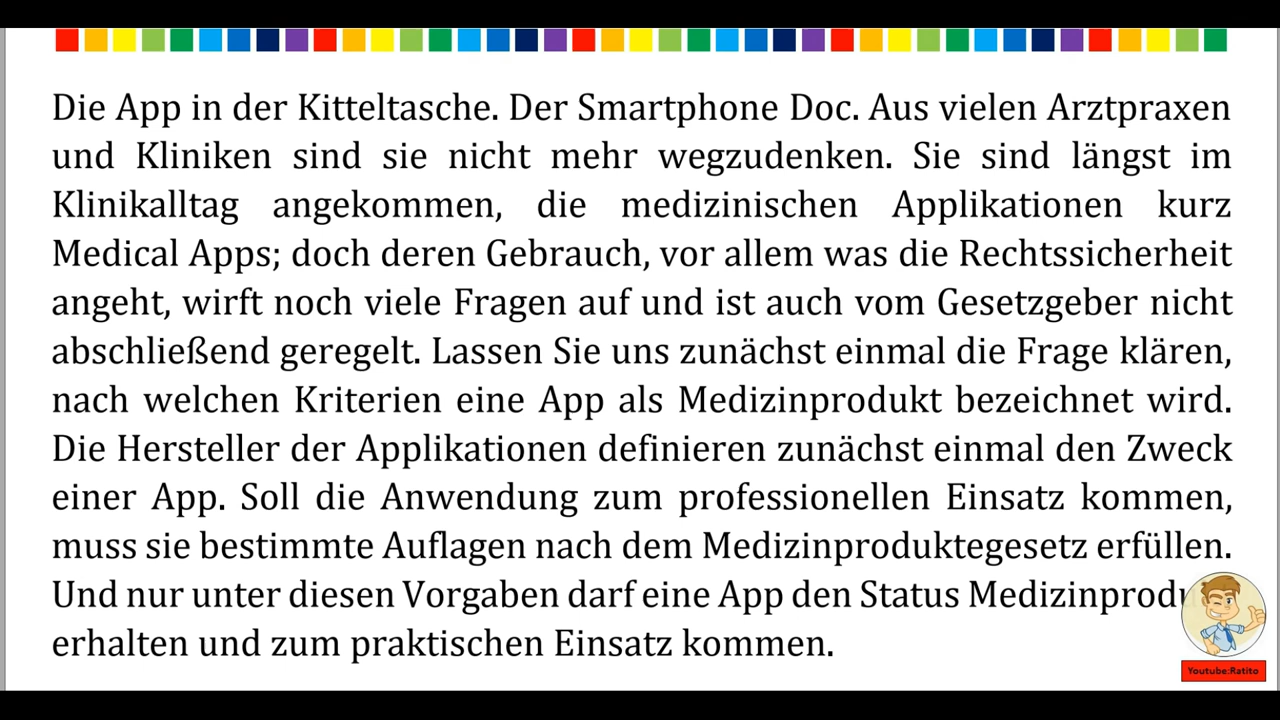 Die App in der Kitteltasche. Der Smartphone Doc. Aus vielen Arztpraxen
und Kliniken sind sie nicht mehr wegzudenken. Sie sind längst im
Klinikalltag angekommen, die medizinischen Applikationen kurz
Medical Apps; doch deren Gebrauch, vor allem was die Rechtssicherheit
angeht, wirft noch viele Fragen auf und ist auch vom Gesetzgeber nicht
abschließend geregelt. Lassen Sie uns zunächst einmal die Frage klären,
nach welchen Kriterien eine App als Medizinprodukt bezeichnet wird.
Die Hersteller der Applikationen definieren zunächst einmal den Zweck
einer App. Soll die Anwendung zum professionellen Einsatz kommen,
muss sie bestimmte Auflagen nach dem Medizinproduktegesetz erfüllen.
Und nur unter diesen Vorgaben darf eine App den Status
erhalten und zum praktischen Einsatz kommen.
Youtube:Ratito